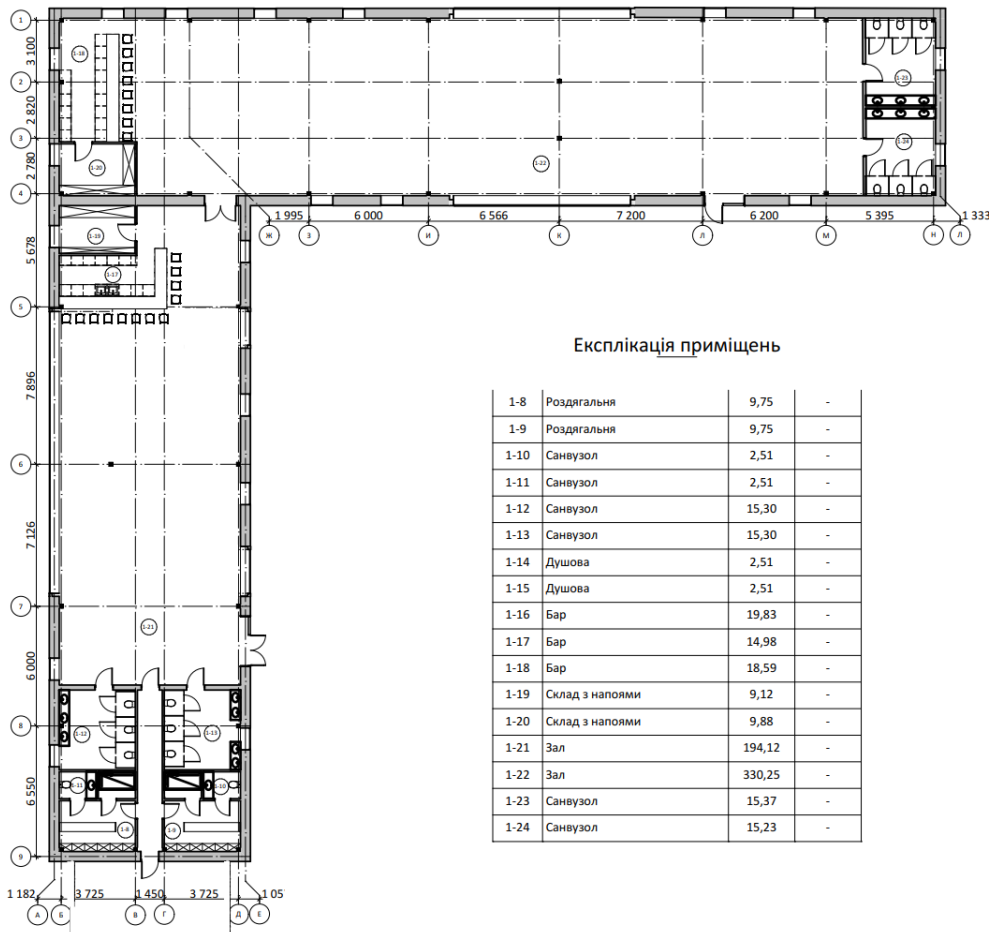 1
3 100
2
2 820
3
2 780
4
5 678
5
7 896
6
7 126
7
6 000
8
6 550
9
1-18
1-20
1-23
1-24
1-22
1-19
1-17
1 995 6 000 6 566 7 200 6 200 5 395 1 333
Ж З И К Л М Н Л
1-21
1-12 1-13
1-10
1-8 1-9
1 182 3 725 1 450 3 725 1 05
А Б В Г Д Е
Експлікація приміщень
1-8 Роздягальня 9,75 -
1-9 Роздягальня 9,75 -
1-10 Санвузол 2,51 -
1-11 Санвузол 2,51 -
1-12 Санвузол 15,30 -
1-13 Санвузол 15,30 -
1-14 Душова 2,51 -
1-15 Душова 2,51 -
1-16 Бар 19,83 -
1-17 Бар 14,98 -
1-18 Бар 18,59 -
1-19 Склад з напоями 9,12 -
1-20 Склад з напоями 9,88 -
1-21 Зал 194,12 -
1-22 Зал 330,25 -
1-23 Санвузол 15,37 -
1-24 Санвузол 15,23 -